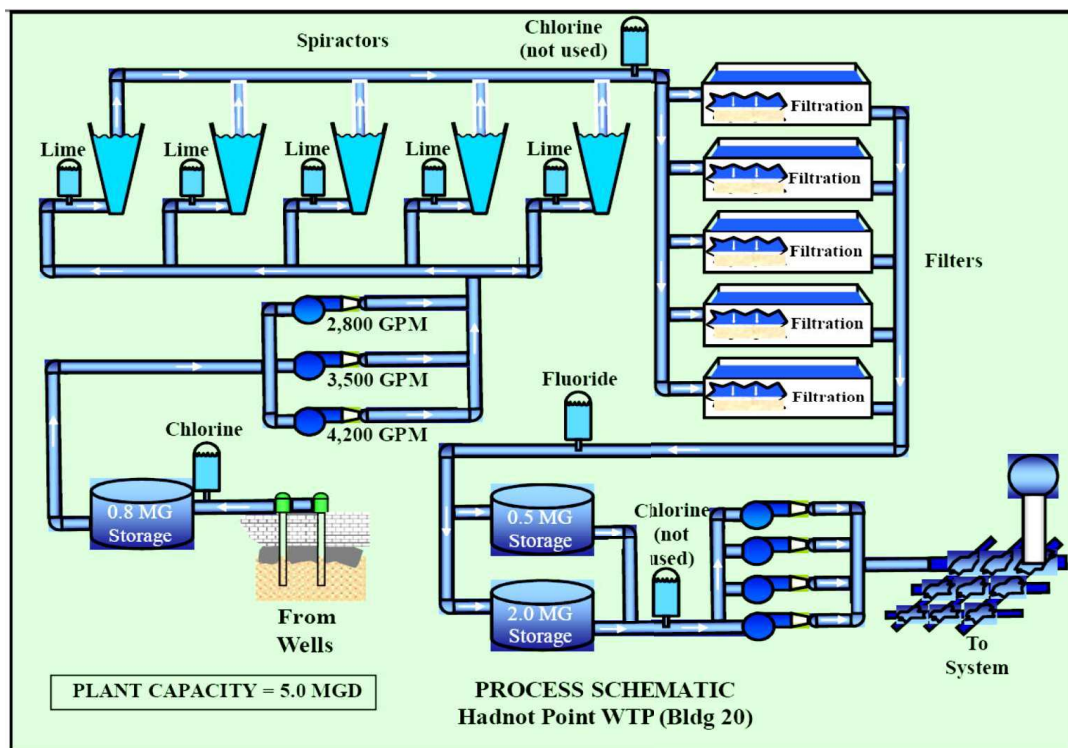 Spiractors
Chlorine
(not used)
Lime
Lime
Lime
Lime
Lime
Filtration
Filtration
Filtration
Filtration
Filtration
Filters
2,800 GPM
3,500 GPM
4,200 GPM
Chlorine
0.8 MG
Storage
From
Wells
Fluoride
0.5 MG
Storage
2.0 MG
Storage
Chlorine
(not
used)
To
System
PLANT CAPACITY = 5.0 MGD
PROCESS SCHEMATIC
Hadnot Point WTP (Bldg 20)